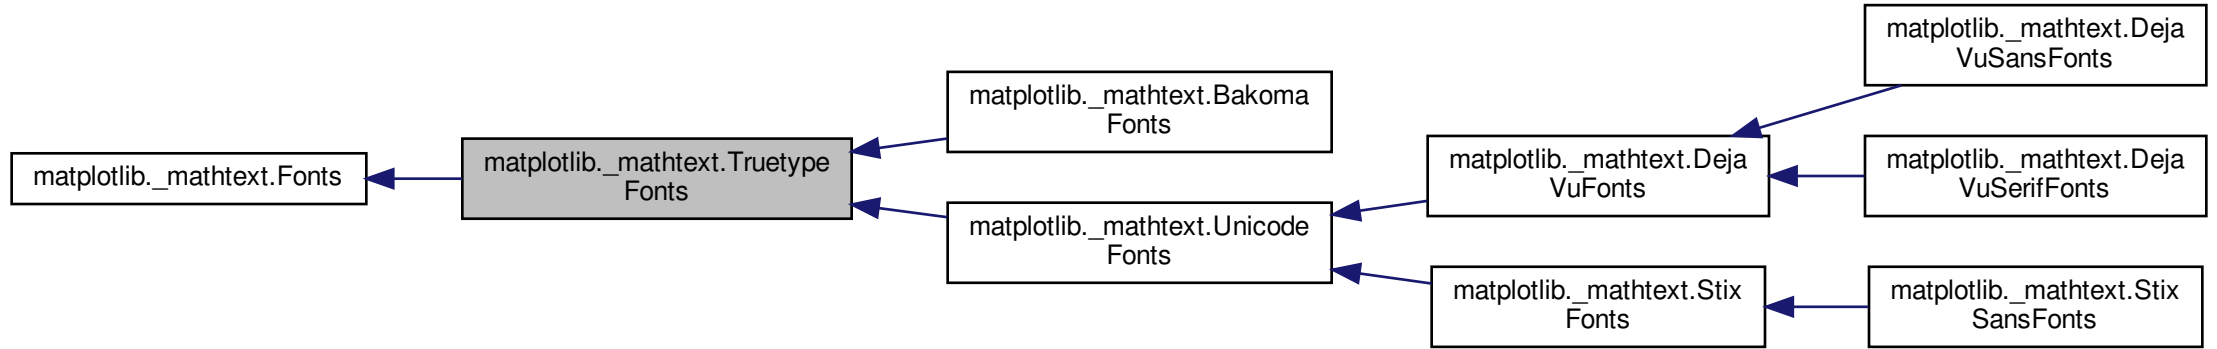 matplotlib._mathtext.Fonts
matplotlib._mathtext.Truetype
Fonts
matplotlib._mathtext.Bakoma
Fonts
matplotlib._mathtext.Unicode
Fonts
matplotlib._mathtext.Deja
VuFonts
matplotlib._mathtext.Stix
Fonts
matplotlib._mathtext.Deja
VuSansFonts
matplotlib._mathtext.Deja
VuSerifFonts
matplotlib._mathtext.Stix
SansFonts